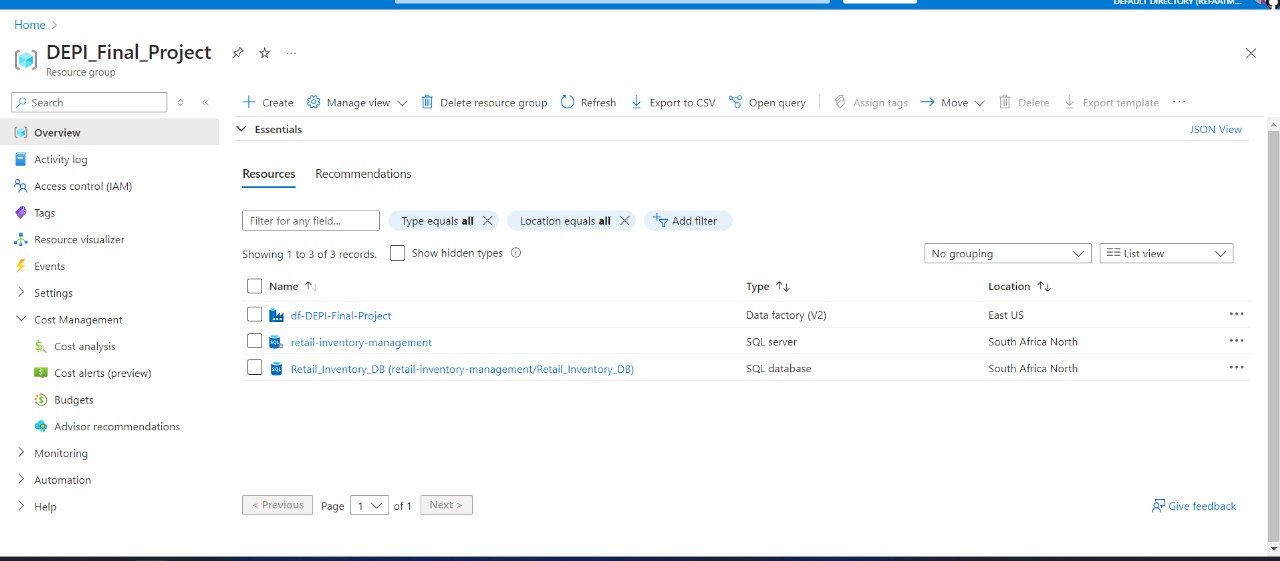 DEFAULT DIRECTORY (REFAATM...
Home >
DEPI_Final_Project
Resource group
Search
Create Manage view Delete resource group Refresh Export to CSV Open query Assign tags Move Delete Export template
Overview
Activity log
Access control (IAM)
Tags
Resource visualizer
Events
Settings
Cost Management
Cost analysis
Cost alerts (preview)
Budgets
Advisor recommendations
Monitoring
Automation
Help
Essentials JSON View
Resources Recommendations
Filter for any field... Type equals all Location equals all Add filter
Showing 1 to 3 of 3 records. Show hidden types No grouping List view
Name Type Location
df-DEPI-Final-Project Data factory (V2) East US
retail-inventory-management SQL server South Africa North
Retail_Inventory_DB (retail-inventory-management/Retail_Inventory_DB) SQL database South Africa North
< Previous Page 1 of 1 Next > Give feedback